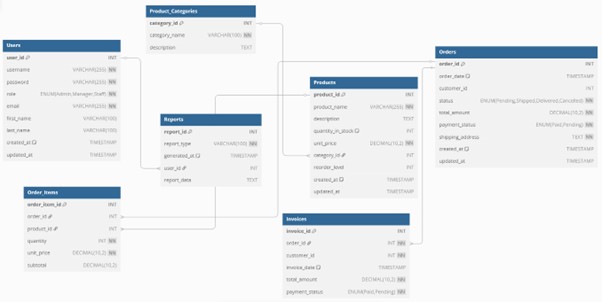 Product_Categories
category_id INT
category_name VARCHAR(100) NN
description TEXT
Users
user_id INT
username VARCHAR(255) NN
password VARCHAR(255) NN
role ENUM(Admin,Manager,Staff) NN
email VARCHAR(255) NN
first_name VARCHAR(100)
last_name VARCHAR(100)
created_at TIMESTAMP
updated_at TIMESTAMP
Orders
order_id INT
order_date TIMESTAMP
customer_id INT
status ENUM(Pending,Shipped,Delivered,Cancelled) NN
total_amount DECIMAL(10,2) NN
payment_status ENUM(Paid,Pending) NN
shipping_address TEXT NN
created_at TIMESTAMP
updated_at TIMESTAMP
Products
product_id INT
product_name VARCHAR(255) NN
description TEXT
quantity_in_stock INT
unit_price DECIMAL(10,2) NN
category_id INT
reorder_level INT
created_at TIMESTAMP
updated_at TIMESTAMP
Reports
report_id INT
report_type VARCHAR(100) NN
generated_at TIMESTAMP
user_id INT
report_data TEXT
Order_Items
order_item_id INT
order_id INT
product_id INT
quantity INT NN
unit_price DECIMAL(10,2) NN
subtotal DECIMAL(10,2)
Invoices
invoice_id INT
order_id INT NN
customer_id INT NN
invoice_date TIMESTAMP
total_amount DECIMAL(10,2) NN
payment_status ENUM(Paid,Pending) NN